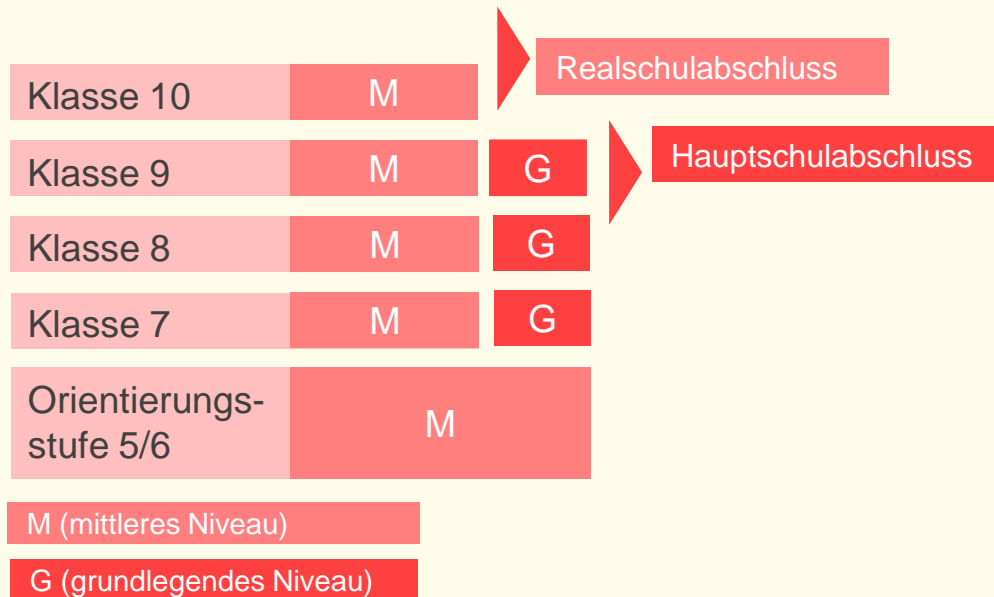 Realschulabschluss
Klasse 10 M
Klasse 9 M G
Hauptschulabschluss
Klasse 8 M G
Klasse 7 M G
Orientierungs-
stufe 5/6
M
M (mittleres Niveau)
G (grundlegendes Niveau)